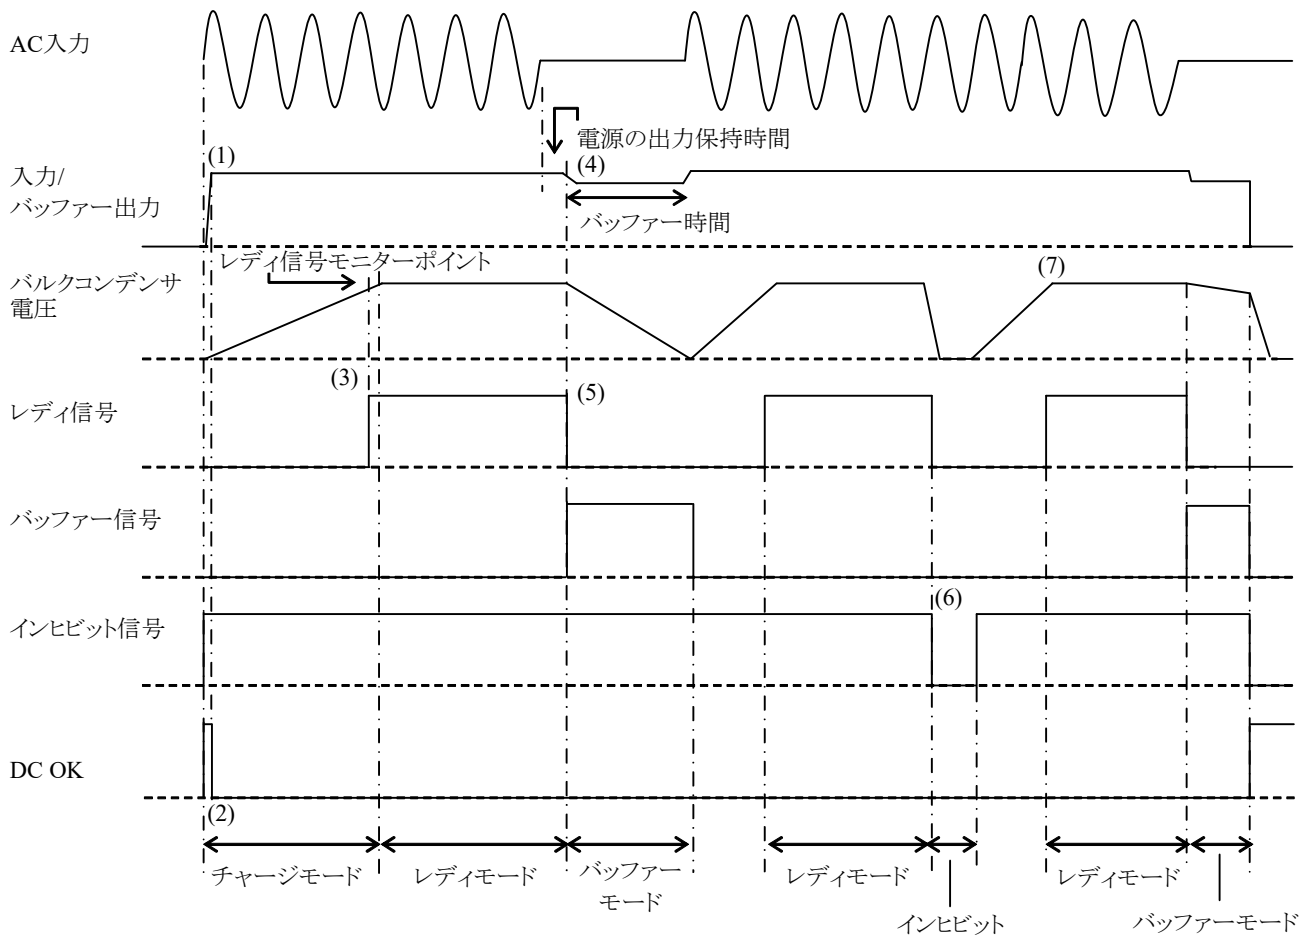 AC入力
電源の出力保持時間
(1)
(4)
入力/
バッファー出力
バッファー時間
レディ信号モニターポイント
バルクコンデンサ
電圧
(7)
(3)
(5)
レディ信号
バッファー信号
(6)
インヒビット信号
DC OK
(2)
チャージモード
レディモード
バッファー
モード
レディモード
インヒビット
レディモード
バッファーモード